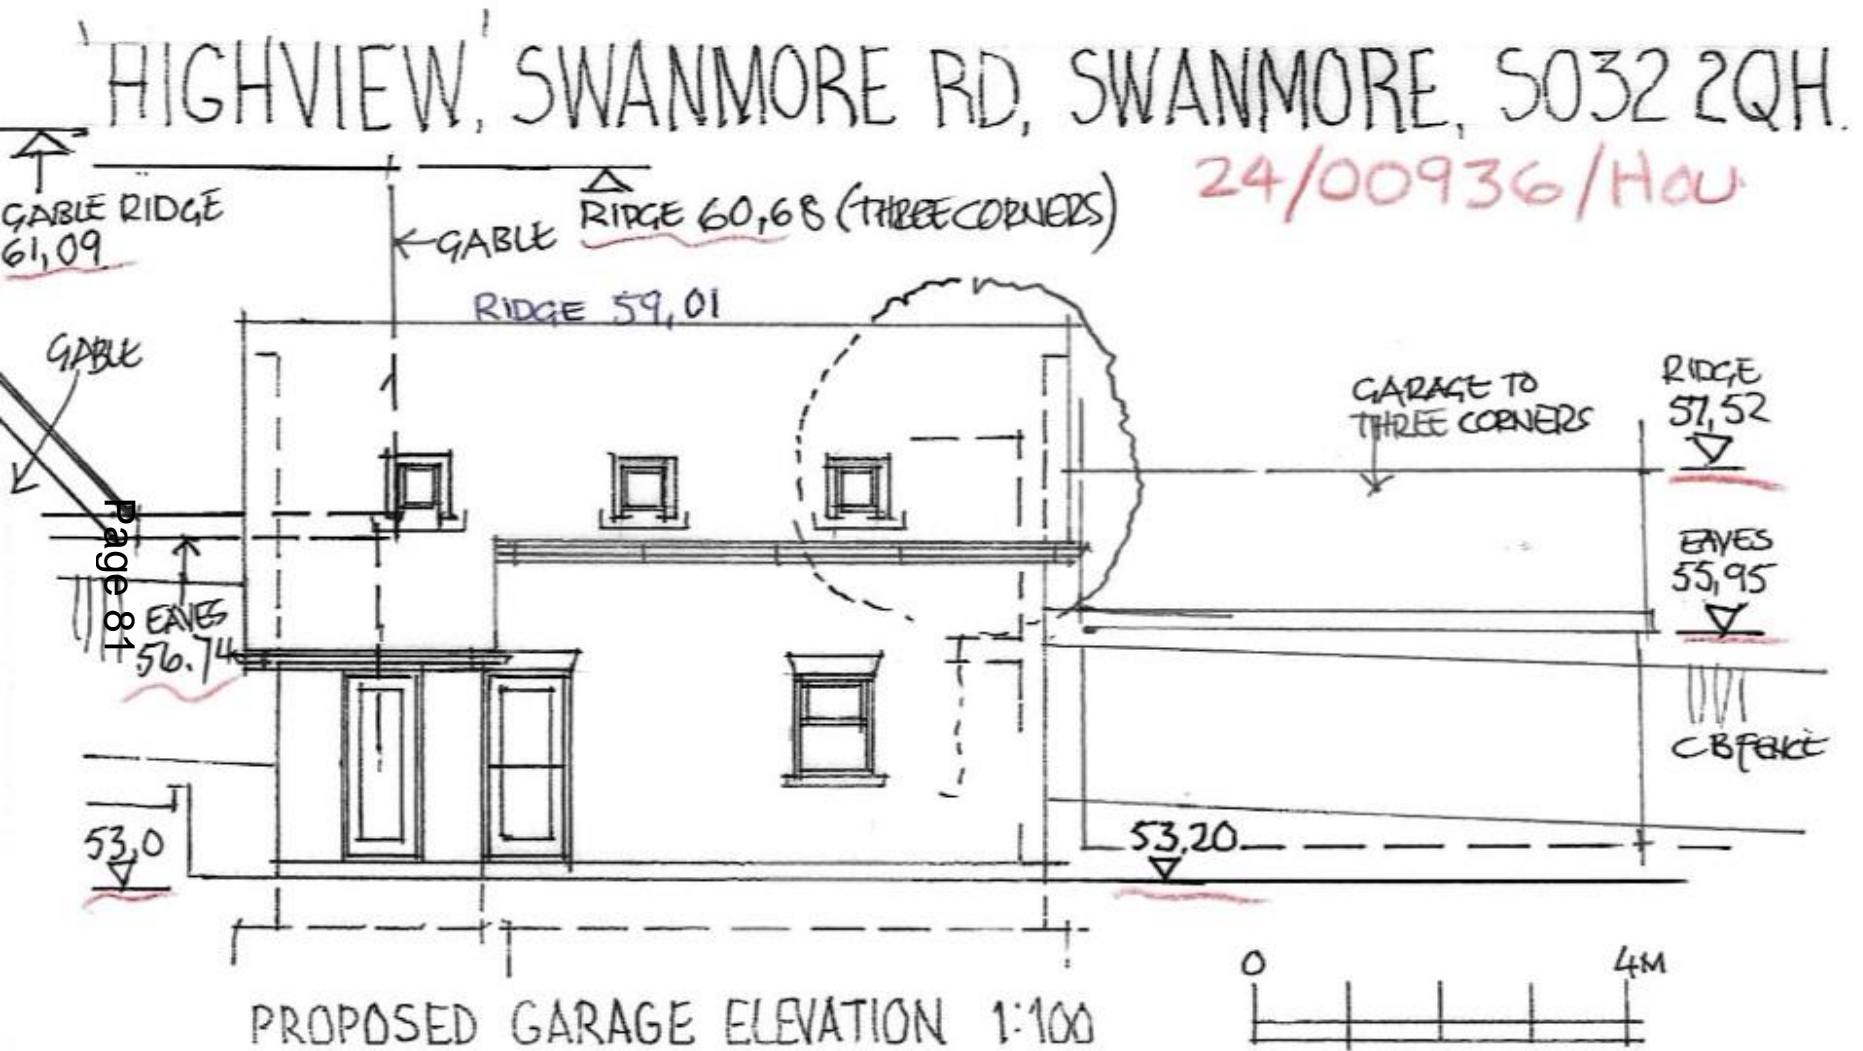 'HIGHVIEW,' SWANMORE RD, SWANMORE, SO32 2QH.
24/00936/HOU
GABLE RIDGE
61,09
RIDGE 60,68 (THREE CORNERS)
GABLE
RIDGE 59,01
GABLE
GARAGE TO
THREE CORNERS
RIDGE
57,52
EAVES
55,95
Page 81
EAVES
56.74
CB FENCE
53,0
53,20
0 4M
PROPOSED GARAGE ELEVATION 1:100